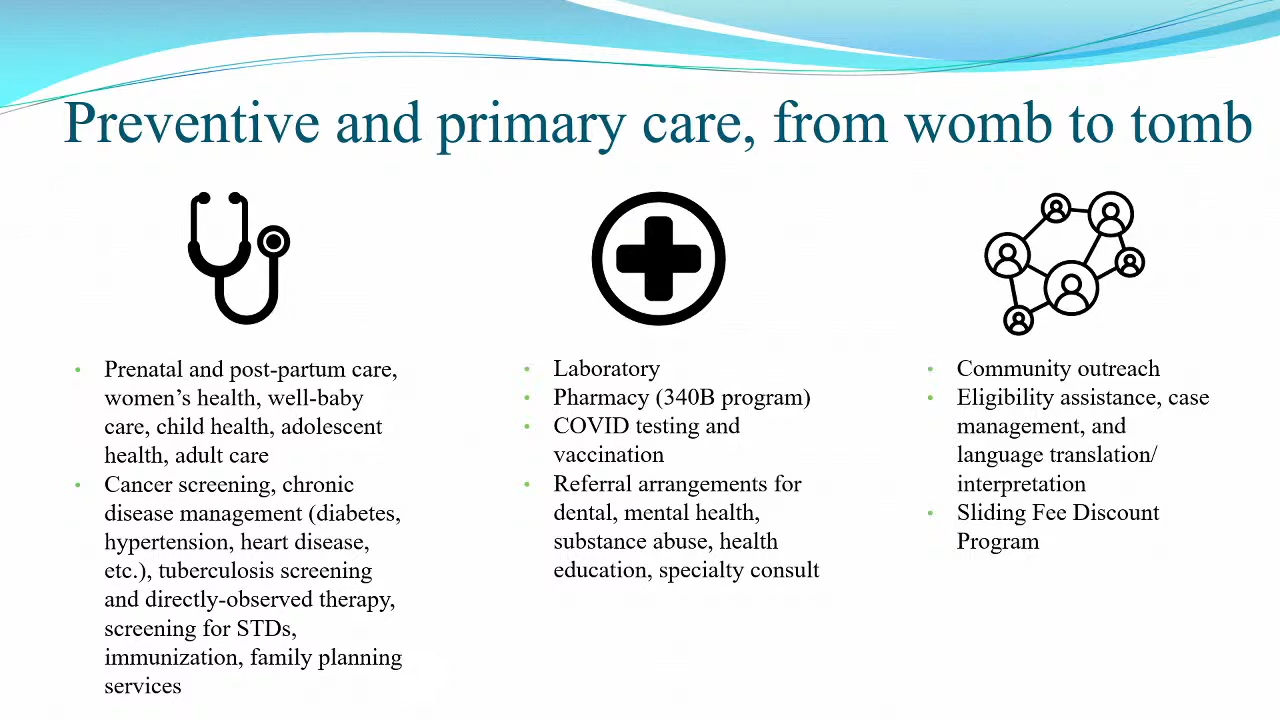 Preventive and primary care, from womb to tomb
• Prenatal and post-partum care,
women’s health, well-baby
care, child health, adolescent
health, adult care
• Cancer screening, chronic
disease management (diabetes,
hypertension, heart disease,
etc.), tuberculosis screening
and directly-observed therapy,
screening for STDs,
immunization, family planning
services
• Laboratory
• Pharmacy (340B program)
• COVID testing and
vaccination
• Referral arrangements for
dental, mental health,
substance abuse, health
education, specialty consult
• Community outreach
• Eligibility assistance, case
management, and
language translation/
interpretation
• Sliding Fee Discount
Program